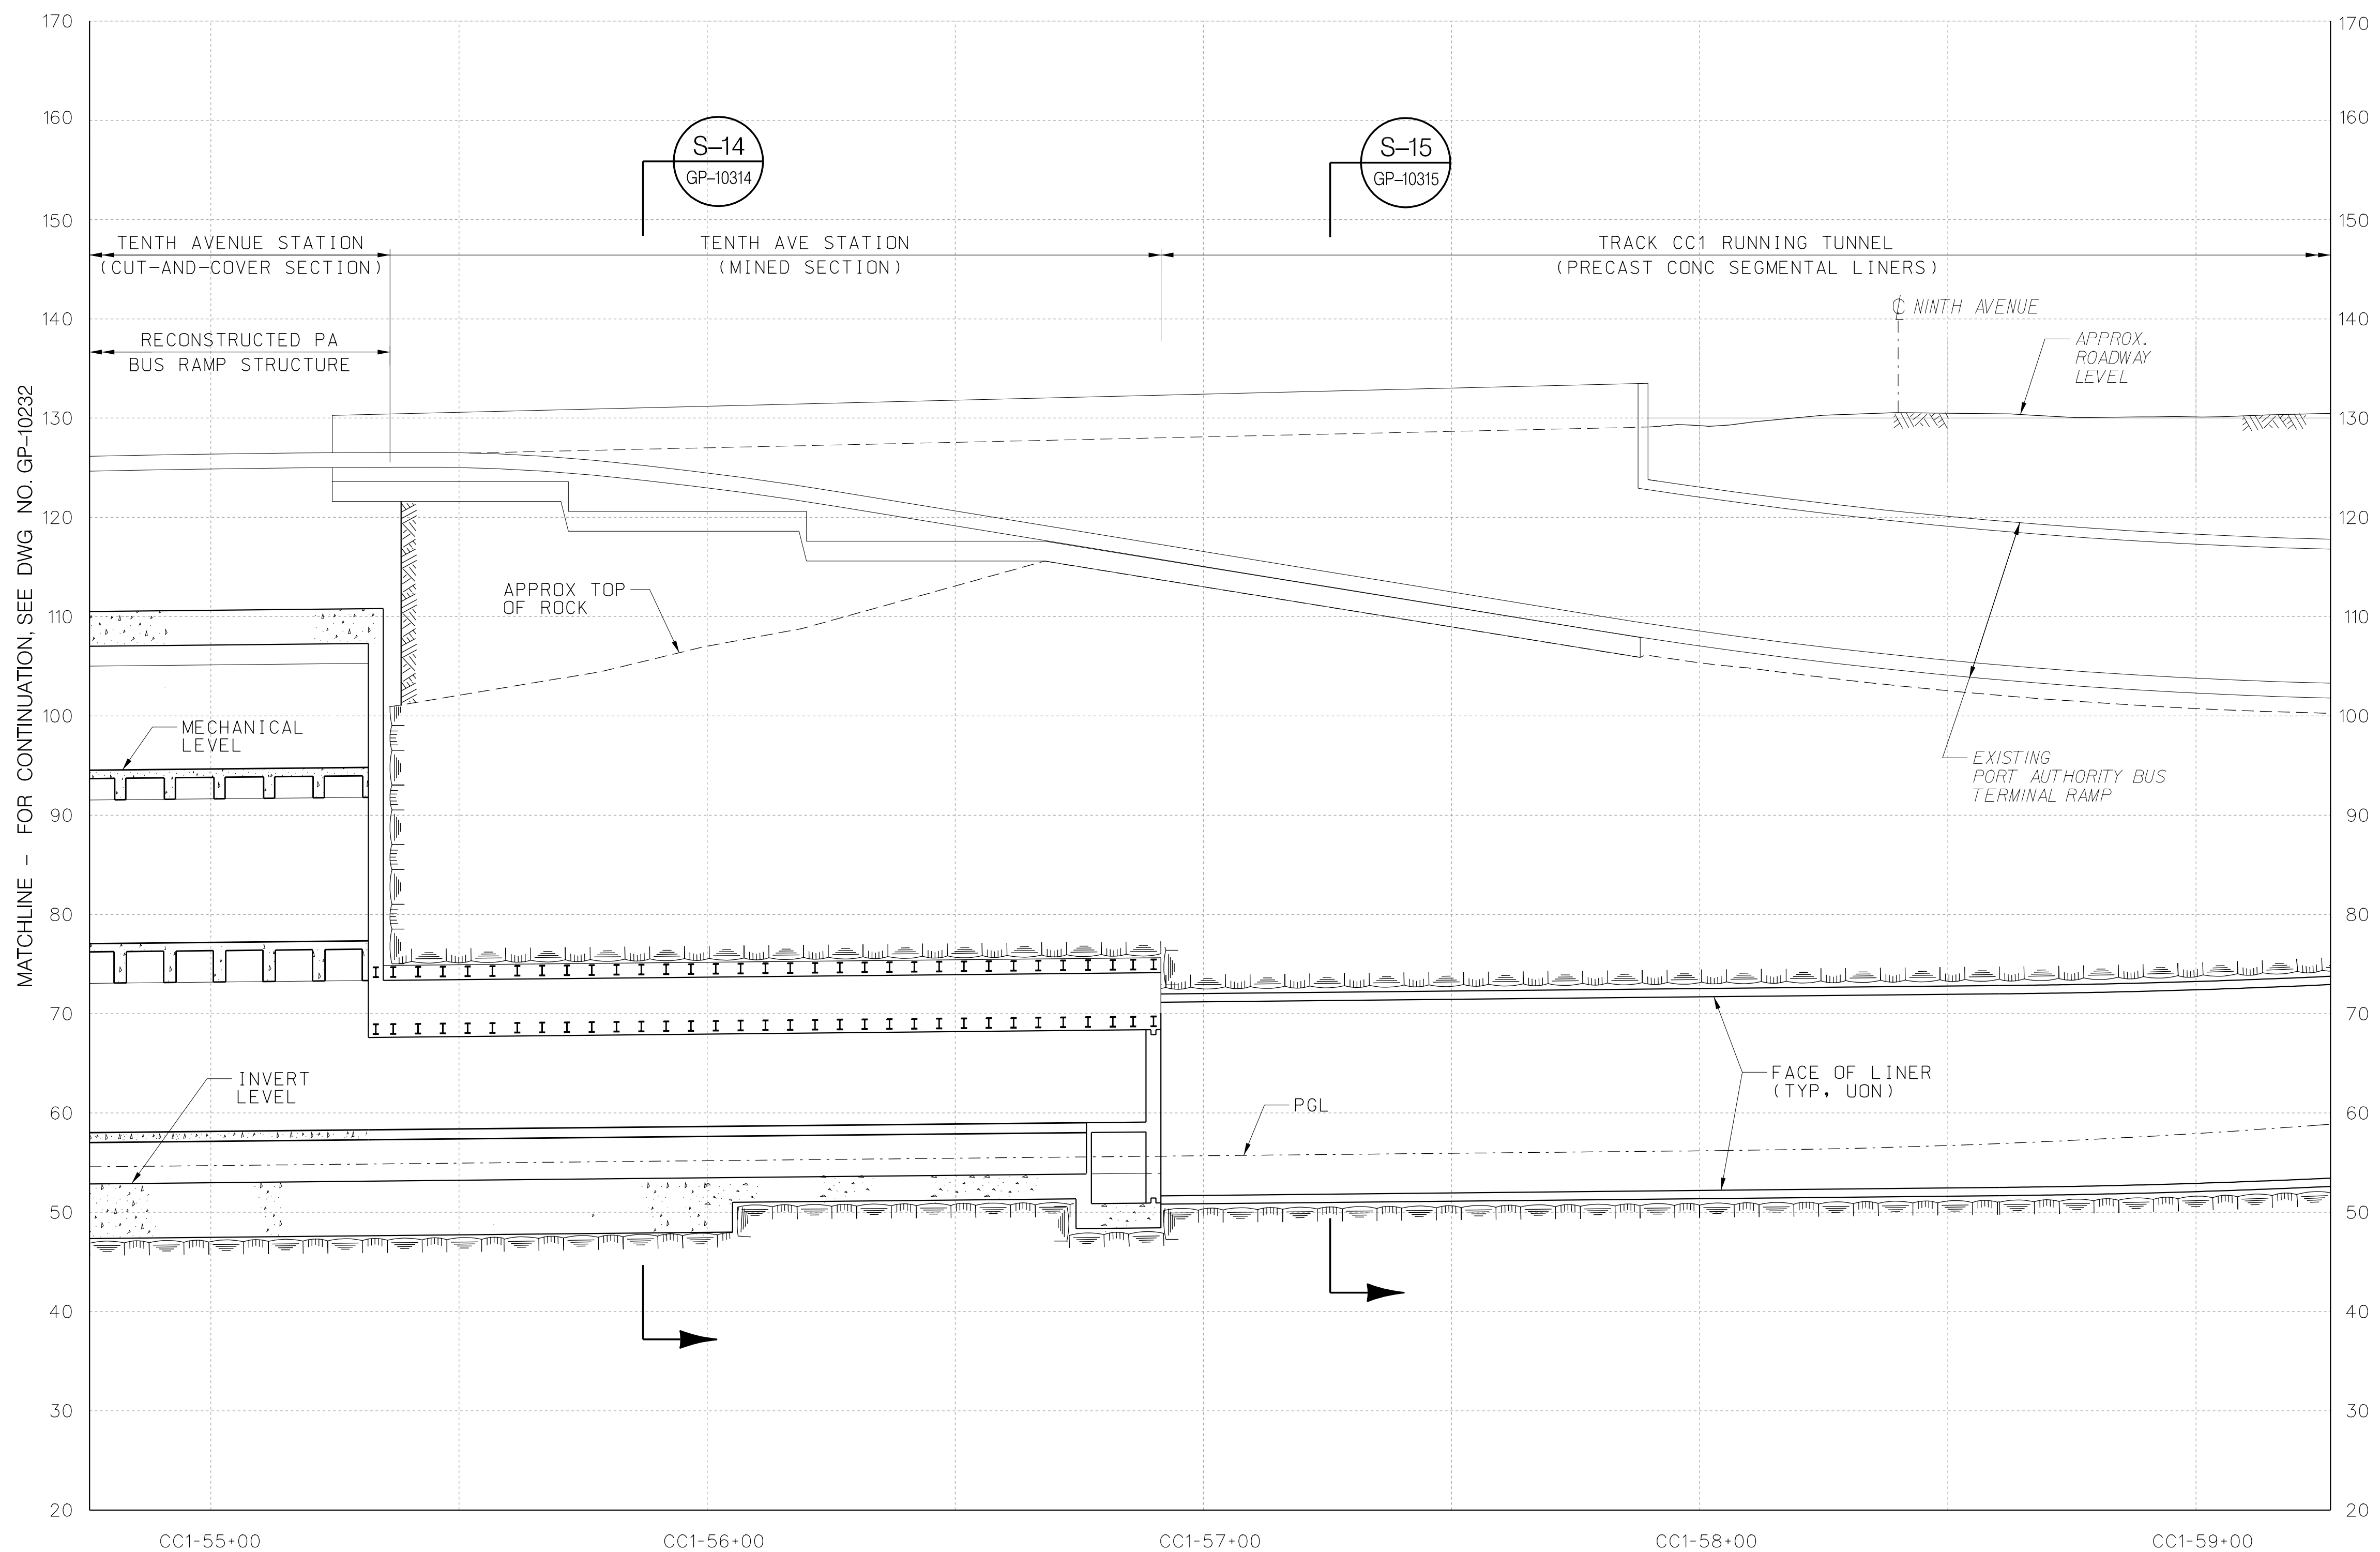 170
170
160
160
S-14
GP-10314
S-15
GP-10315
150
150
TENTH AVENUE STATION
(CUT-AND-COVER SECTION)
TENTH AVE STATION
(MINED SECTION)
TRACK CC1 RUNNING TUNNEL
(PRECAST CONC SEGMENTAL LINERS)
140
140
℄ NINTH AVENUE
RECONSTRUCTED PA
BUS RAMP STRUCTURE
APPROX.
ROADWAY
LEVEL
130
130
MATCHLINE - FOR CONTINUATION, SEE DWG NO. GP-10232
120
120
APPROX TOP
OF ROCK
110
110
100
100
MECHANICAL
LEVEL
EXISTING
PORT AUTHORITY BUS
TERMINAL RAMP
90
90
80
80
70
70
INVERT
LEVEL
FACE OF LINER
(TYP, UON)
PGL
60
60
50
50
40
40
30
30
20
20
CC1-55+00
CC1-56+00
CC1-57+00
CC1-58+00
CC1-59+00